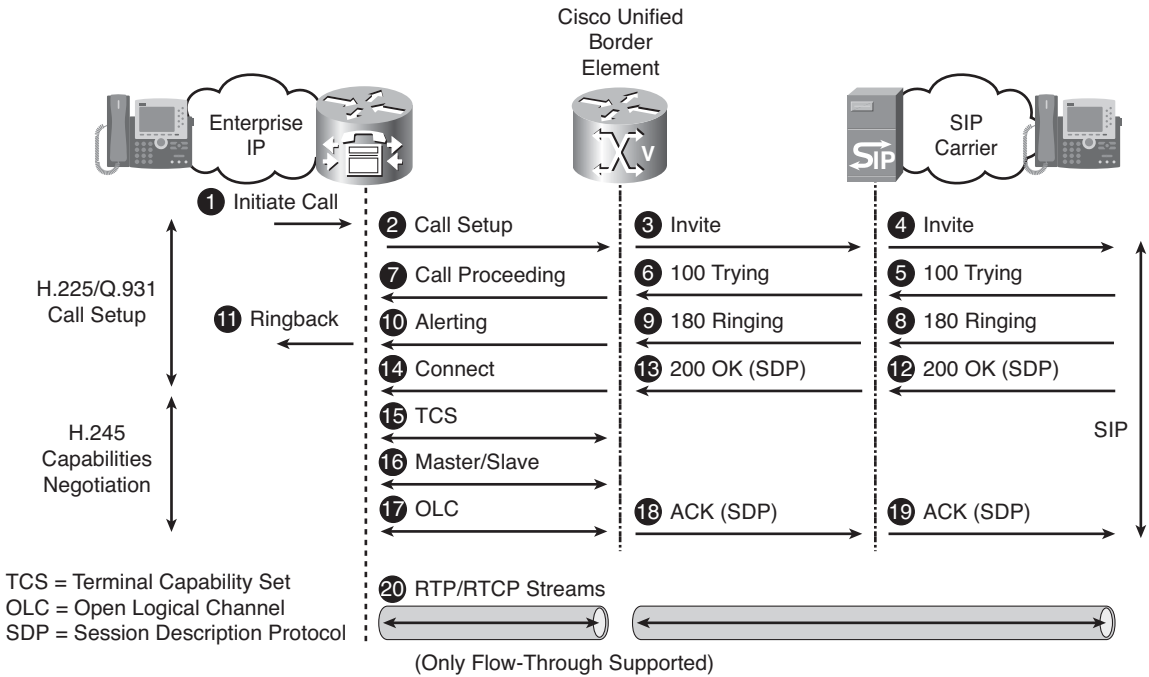 Cisco Unified
Border
Element
Enterprise
IP
V
SIP
SIP
Carrier
1 Initiate Call
2 Call Setup
3 Invite
4 Invite
7 Call Proceeding
6 100 Trying
5 100 Trying
H.225/Q.931
Call Setup
11 Ringback
10 Alerting
9 180 Ringing
8 180 Ringing
14 Connect
13 200 OK (SDP)
12 200 OK (SDP)
15 TCS
H.245
Capabilities
Negotiation
SIP
16 Master/Slave
17 OLC
18 ACK (SDP)
19 ACK (SDP)
TCS = Terminal Capability Set
OLC = Open Logical Channel
SDP = Session Description Protocol
20 RTP/RTCP Streams
(Only Flow-Through Supported)